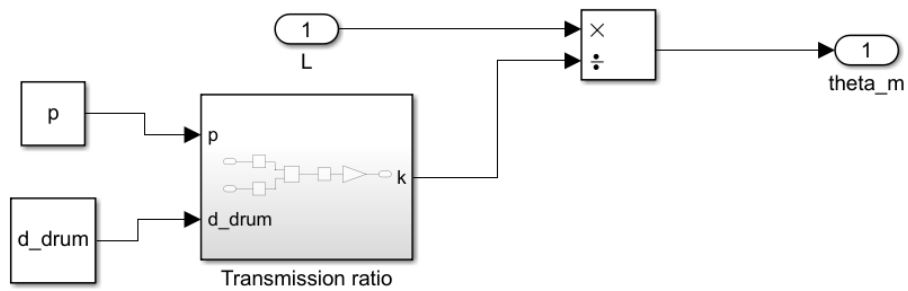 1
L
×
÷
1
theta_m
p
p
k
d_drum
d_drum
Transmission ratio